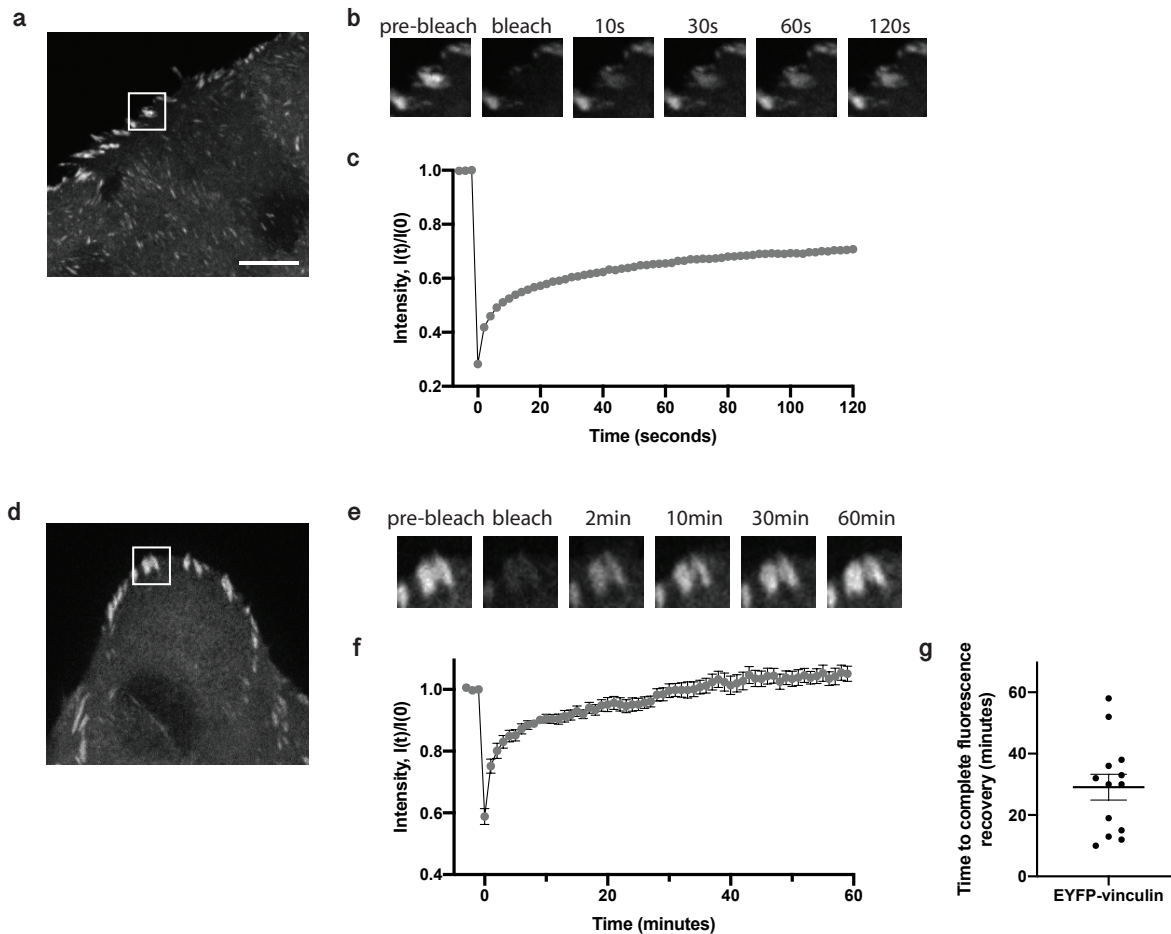 a
b
pre-bleach bleach 10s 30s 60s 120s
c
1.0
0.8
0.6
0.4
0.2
Intensity, I(t)/I(0)
0 20 40 60 80 100 120
Time (seconds)
d
e
pre-bleach bleach 2min 10min 30min 60min
f
1.0
0.8
0.6
0.4
Intensity, I(t)/I(0)
0 20 40 60
Time (minutes)
g
60
40
20
0
Time to complete fluorescence
recovery (minutes)
EYFP-vinculin